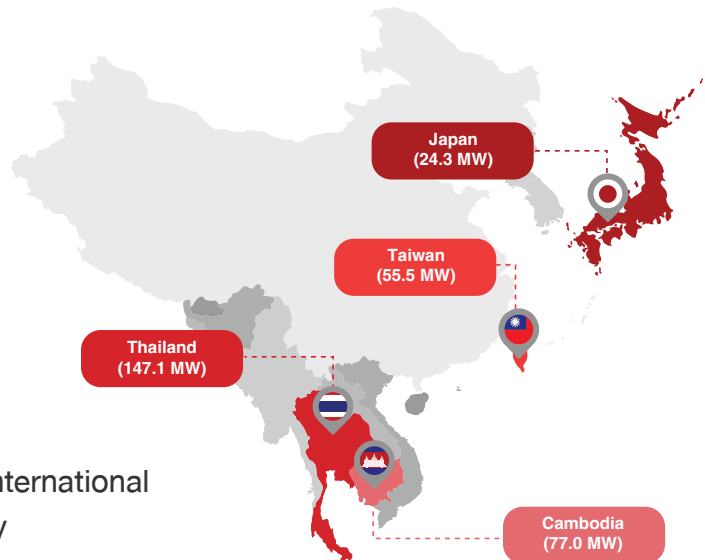 Japan
(24.3 MW)
Taiwan
(55.5 MW)
Thailand
(147.1 MW)
nternational
Cambodia
(77.0 MW)